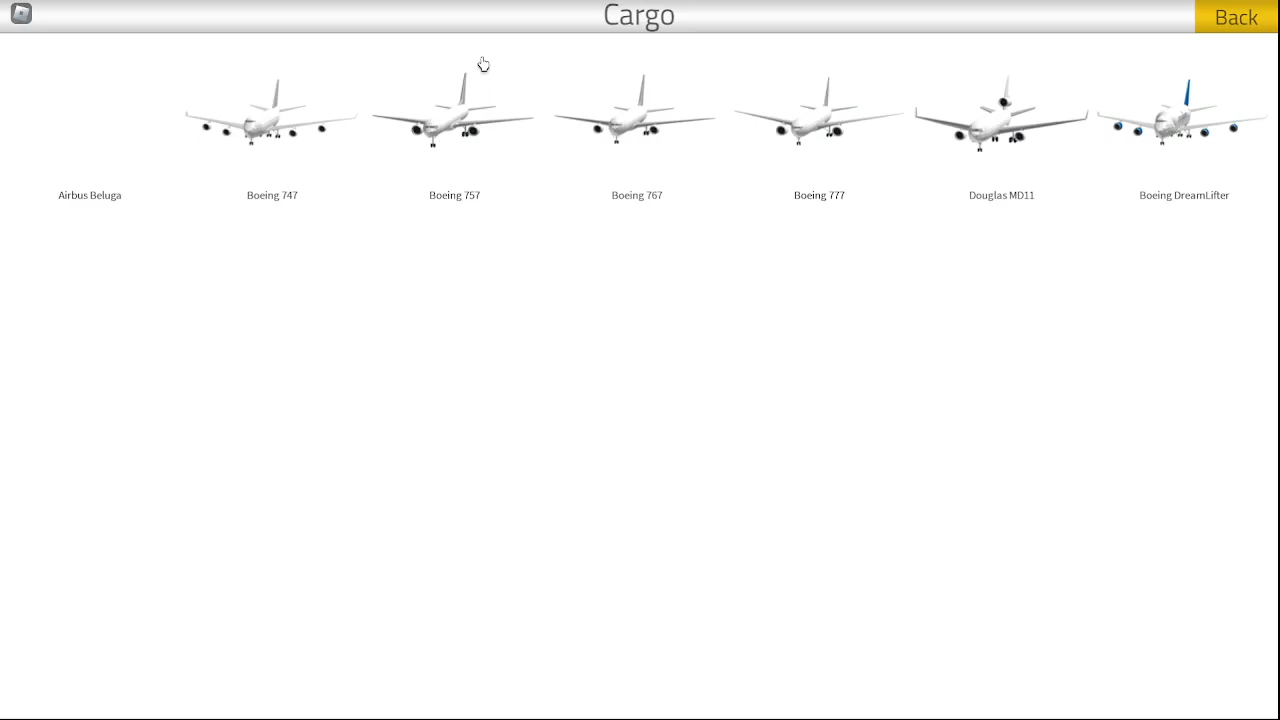 Cargo
Back
Airbus Beluga
Boeing 747
Boeing 757
Boeing 767
Boeing 777
Douglas MD11
Boeing DreamLifter